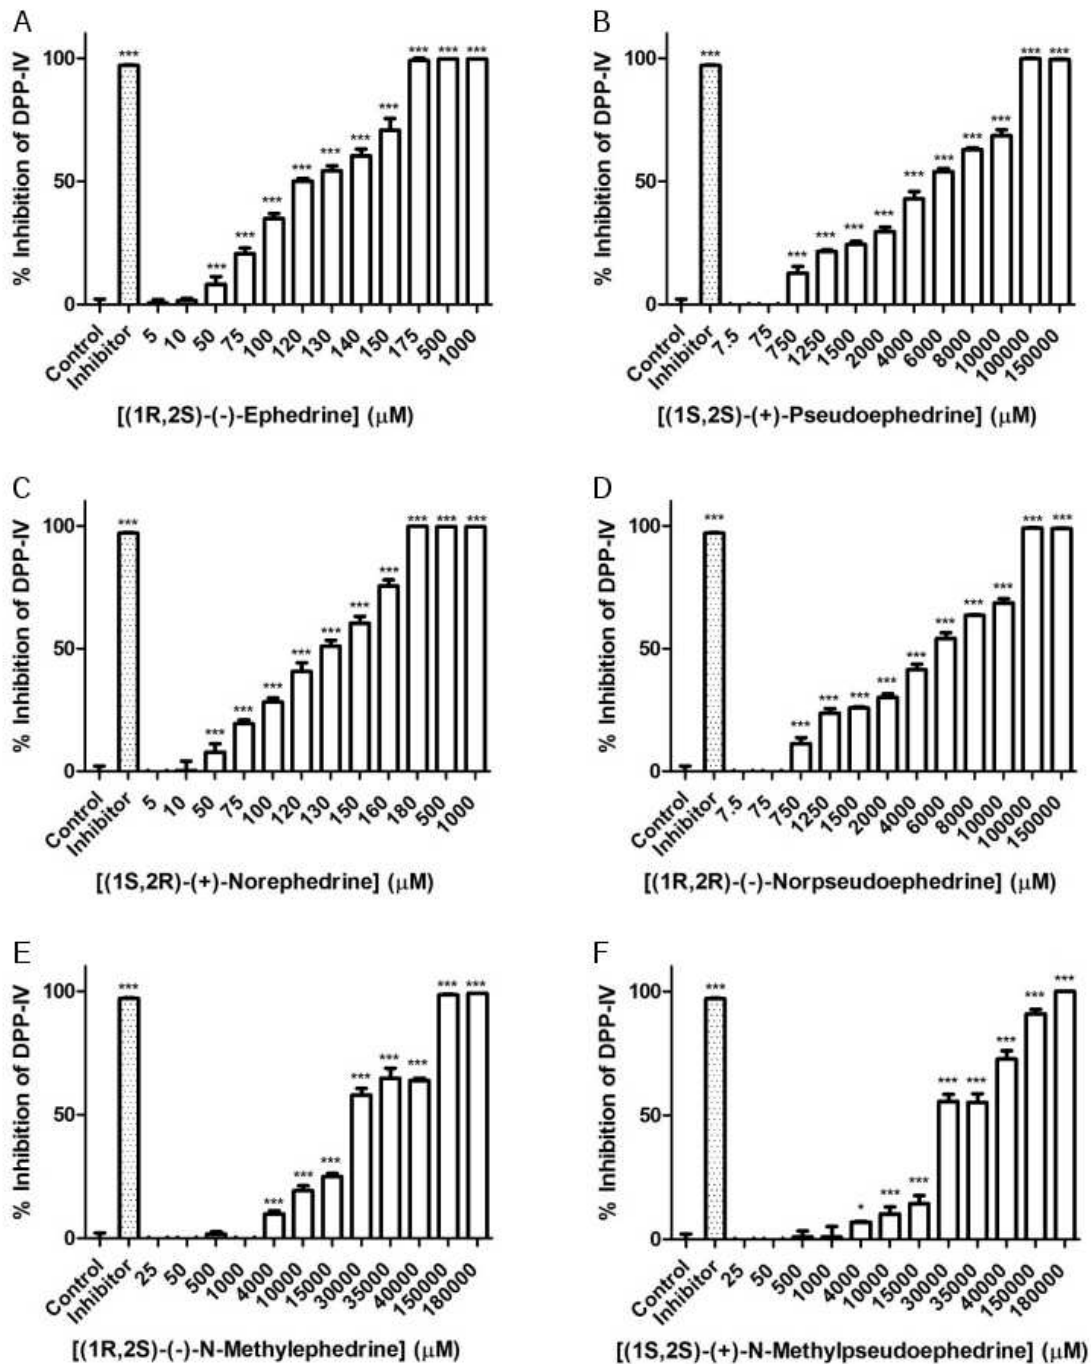 A
% Inhibition of DPP-IV
100
50
0
*** *** *** *** *** *** *** *** *** *** *** ***
Control Inhibitor 5 10 50 75 100 120 130 140 150 175 500 1000
[(1R,2S)-(-)-Ephedrine] (μM)
B
% Inhibition of DPP-IV
100
50
0
*** *** *** *** *** *** *** *** *** *** ***
Control Inhibitor 7.5 75 750 1250 1500 2000 4000 6000 8000 10000 100000 150000
[(1S,2S)-(+)-Pseudoephedrine] (μM)
C
% Inhibition of DPP-IV
100
50
0
*** *** *** *** *** *** *** *** *** *** ***
Control Inhibitor 5 10 50 75 100 120 130 150 160 180 500 1000
[(1S,2R)-(+)-Norephedrine] (μM)
D
% Inhibition of DPP-IV
100
50
0
*** *** *** *** *** *** *** *** *** *** ***
Control Inhibitor 7.5 75 750 1250 1500 2000 4000 6000 8000 10000 100000 150000
[(1R,2R)-(-)-Norpseudoephedrine] (μM)
E
% Inhibition of DPP-IV
100
50
0
*** *** *** *** *** *** *** *** ***
Control Inhibitor 25 50 500 1000 4000 10000 15000 30000 35000 40000 150000 180000
[(1R,2S)-(-)-N-Methylephedrine] (μM)
F
% Inhibition of DPP-IV
100
50
0
*** * *** *** *** *** *** *** ***
Control Inhibitor 25 50 500 1000 4000 10000 15000 30000 35000 40000 150000 180000
[(1S,2S)-(+)-N-Methylpseudoephedrine] (μM)